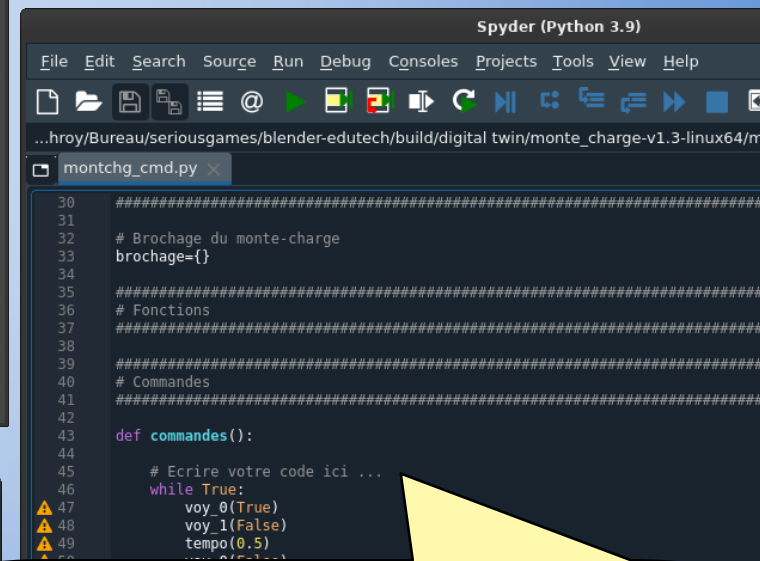 Spyder (Python 3.9)
File Edit Search Source Run Debug Consoles Projects Tools View Help
...hroy/Bureau/seriousgames/blender-edutech/build/digital twin/monte_charge-v1.3-linux64/m
montchg_cmd.py
30 ##########################################################################
31
32 # Brochage du monte-charge
33 brochage={}
34
35 ##########################################################################
36 # Fonctions
37 ##########################################################################
38
39 ##########################################################################
40 # Commandes
41 ##########################################################################
42
43 def commandes():
44
45 # Ecrire votre code ici ...
46 while True:
47 voy_0(True)
48 voy_1(False)
49 tempo(0.5)